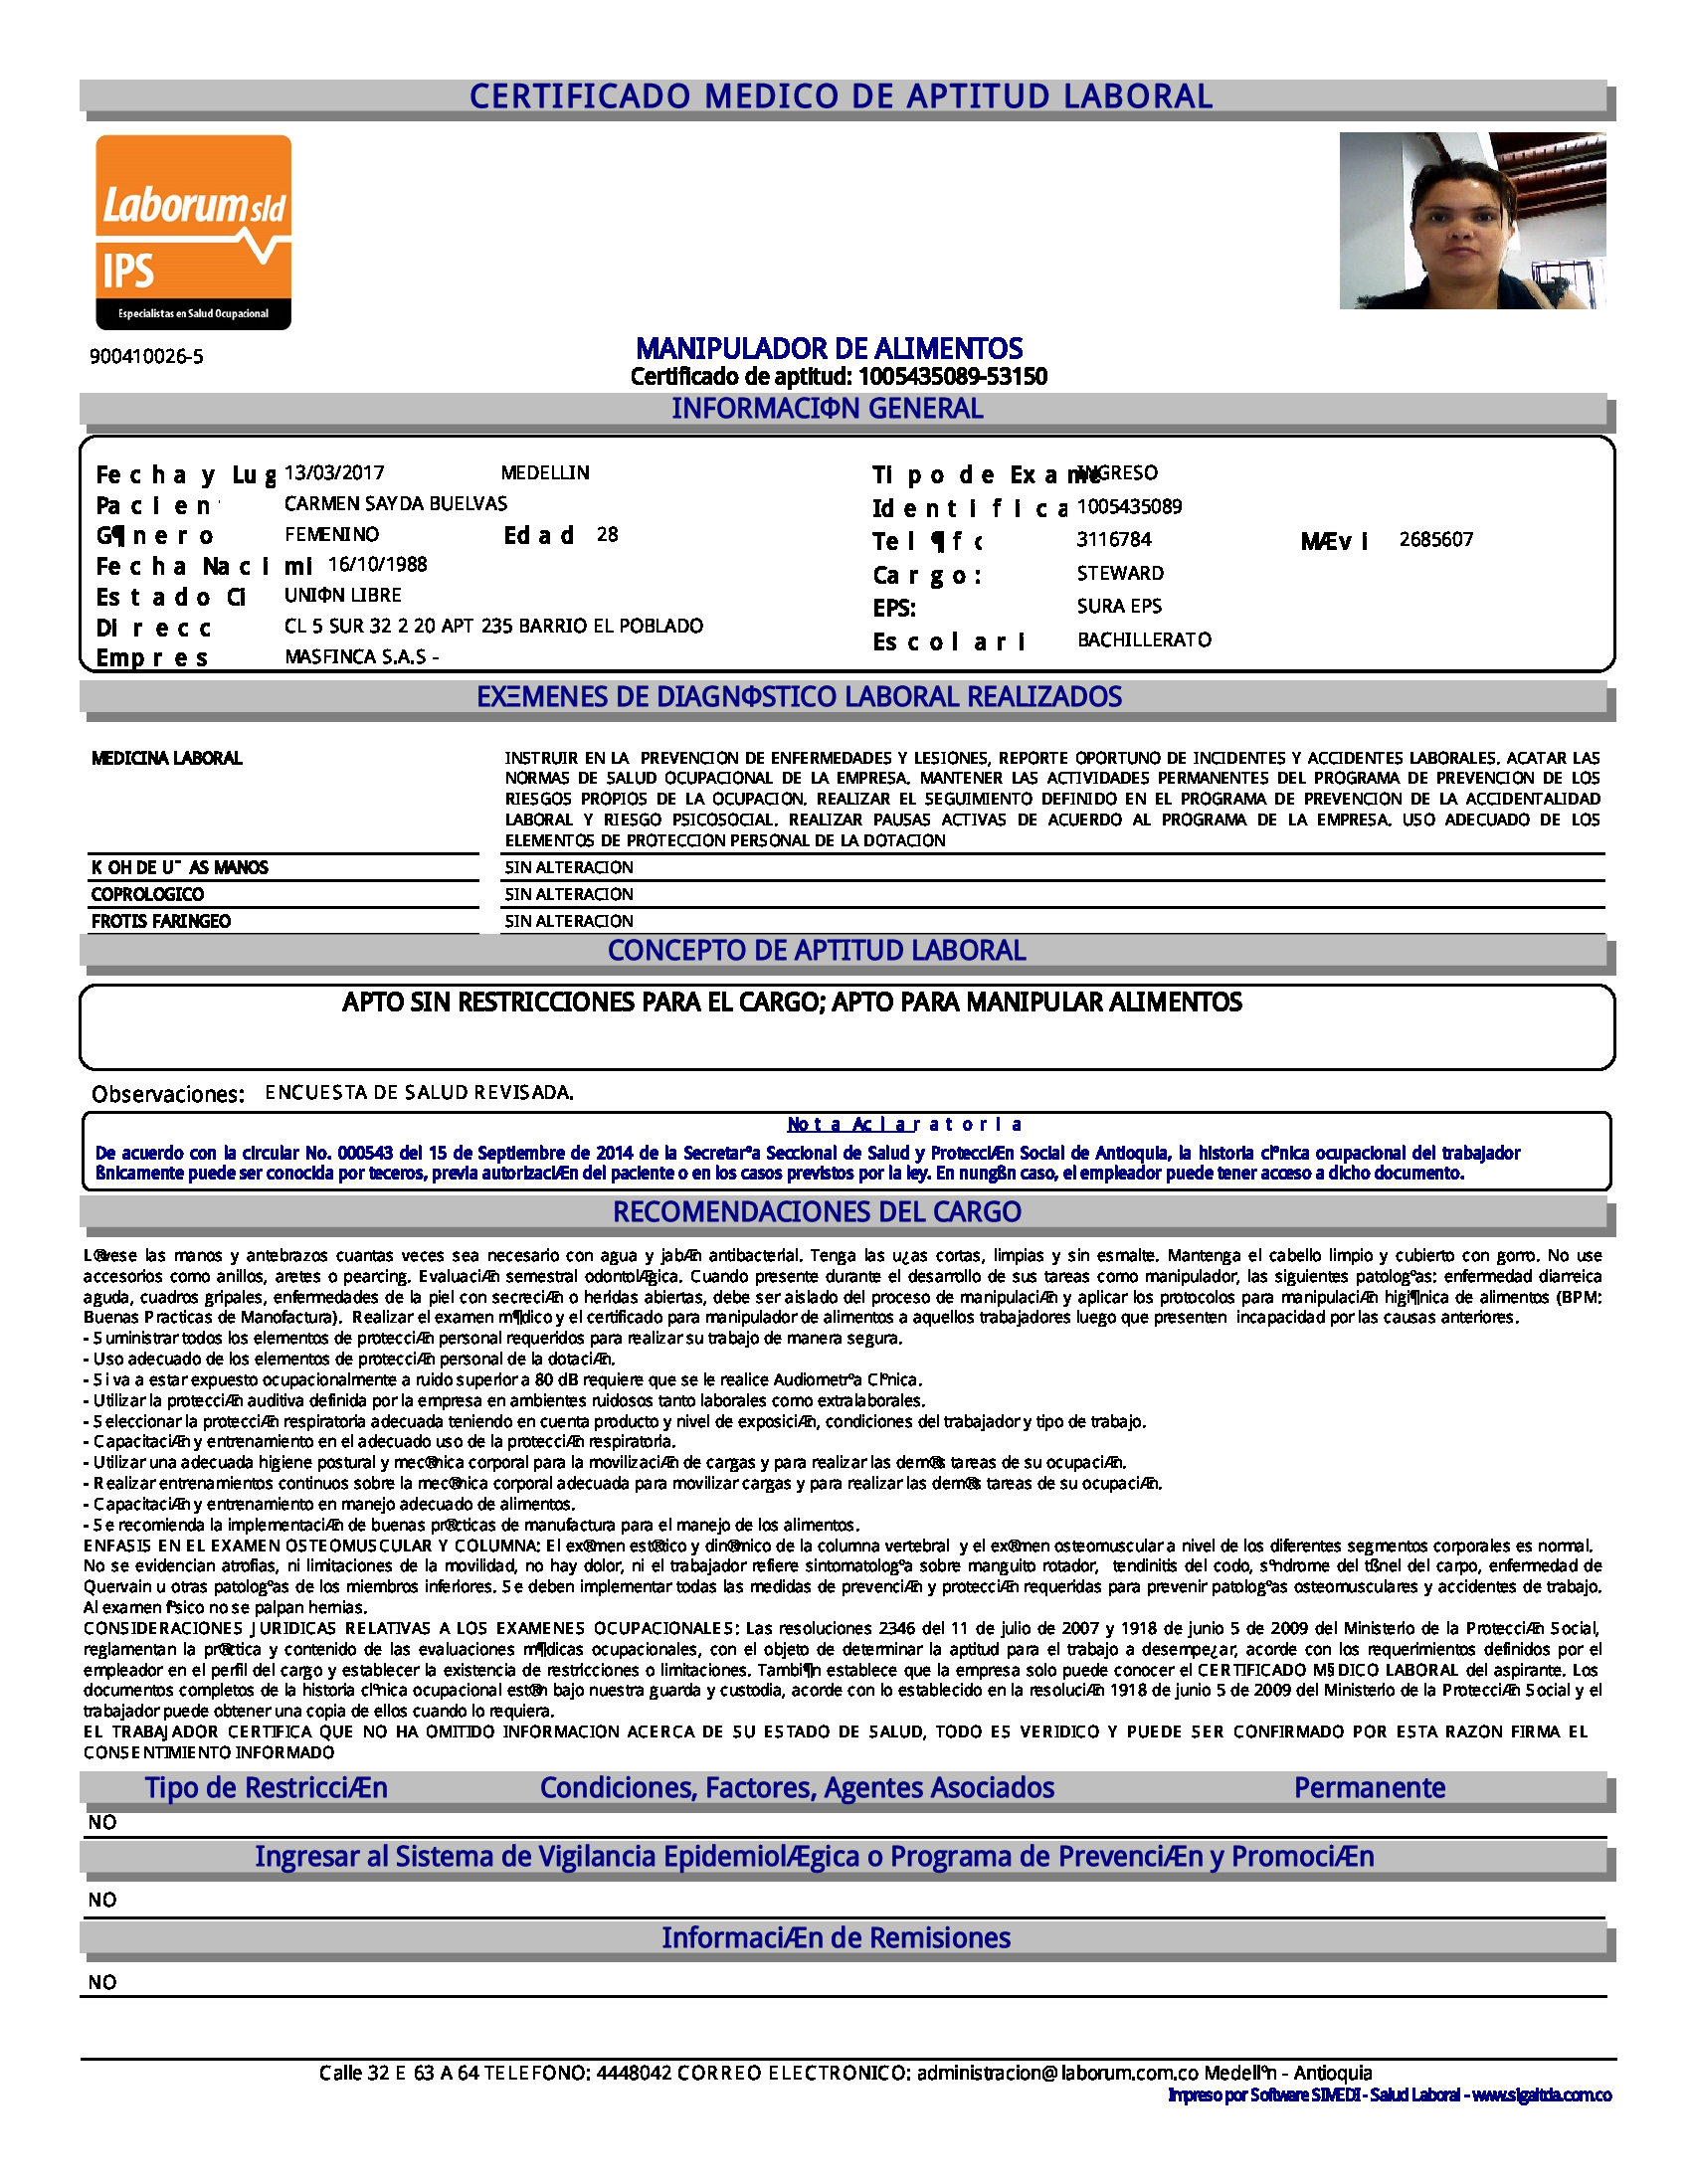 CERTIFICADO MEDICO DE APTITUD LABORAL
Laborum sld
IPS
Especialistas en Salud Ocupacional
900410026-5
MANIPULADOR DE ALIMENTOS
Certificado de aptitud: 1005435089-53150
INFORMACIΦN GENERAL
Fecha y Lug 13/03/2017 MEDELLIN Tipo de Exame INGRESO
Pacien CARMEN SAYDA BUELVAS Identifica 1005435089
G¶nero FEMENINO Edad 28 Tel¶fc 3116784 MÆvi 2685607
Fecha Nacimi 16/10/1988 Cargo: STEWARD
Estado Ci UNIΦN LIBRE EPS: SURA EPS
Direcc CL 5 SUR 32 2 20 APT 235 BARRIO EL POBLADO Escolari BACHILLERATO
Empres MASFINCA S.A.S -
EXΞMENES DE DIAGNΦSTICO LABORAL REALIZADOS
MEDICINA LABORAL INSTRUIR EN LA PREVENCION DE ENFERMEDADES Y LESIONES, REPORTE OPORTUNO DE INCIDENTES Y ACCIDENTES LABORALES. ACATAR LAS
NORMAS DE SALUD OCUPACIONAL DE LA EMPRESA. MANTENER LAS ACTIVIDADES PERMANENTES DEL PROGRAMA DE PREVENCION DE LOS
RIESGOS PROPIOS DE LA OCUPACION. REALIZAR EL SEGUIMIENTO DEFINIDO EN EL PROGRAMA DE PREVENCION DE LA ACCIDENTALIDAD
LABORAL Y RIESGO PSICOSOCIAL. REALIZAR PAUSAS ACTIVAS DE ACUERDO AL PROGRAMA DE LA EMPRESA. USO ADECUADO DE LOS
ELEMENTOS DE PROTECCION PERSONAL DE LA DOTACION
K OH DE U¨ AS MANOS SIN ALTERACION
COPROLOGICO SIN ALTERACION
FROTIS FARINGEO SIN ALTERACION
CONCEPTO DE APTITUD LABORAL
APTO SIN RESTRICCIONES PARA EL CARGO; APTO PARA MANIPULAR ALIMENTOS
Observaciones: ENCUESTA DE SALUD REVISADA.
Nota Aclaratoria
De acuerdo con la circular No. 000543 del 15 de Septiembre de 2014 de la Secretarºa Seccional de Salud y ProtecciÆn Social de Antioquia, la historia clºnica ocupacional del trabajador
ßnicamente puede ser conocida por teceros, previa autorizaciÆn del paciente o en los casos previstos por la ley. En nungßn caso, el empleador puede tener acceso a dicho documento.
RECOMENDACIONES DEL CARGO
L®vese las manos y antebrazos cuantas veces sea necesario con agua y jabÆn antibacterial. Tenga las u¿as cortas, limpias y sin esmalte. Mantenga el cabello limpio y cubierto con gorro. No use
accesorios como anillos, aretes o pearcing. EvaluaciÆn semestral odontolÆgica. Cuando presente durante el desarrollo de sus tareas como manipulador, las siguientes patologºas: enfermedad diarreica
aguda, cuadros gripales, enfermedades de la piel con secreciÆn o heridas abiertas, debe ser aislado del proceso de manipulaciÆn y aplicar los protocolos para manipulaciÆn higi¶nica de alimentos (BPM:
Buenas Practicas de Manofactura). Realizar el examen m¶dico y el certificado para manipulador de alimentos a aquellos trabajadores luego que presenten incapacidad por las causas anteriores.
- Suministrar todos los elementos de protecciÆn personal requeridos para realizar su trabajo de manera segura.
- Uso adecuado de los elementos de protecciÆn personal de la dotaciÆn.
- Si va a estar expuesto ocupacionalmente a ruido superior a 80 dB requiere que se le realice Audiometrºa Clºnica.
- Utilizar la protecciÆn auditiva definida por la empresa en ambientes ruidosos tanto laborales como extralaborales.
- Seleccionar la protecciÆn respiratoria adecuada teniendo en cuenta producto y nivel de exposiciÆn, condiciones del trabajador y tipo de trabajo.
- CapacitaciÆn y entrenamiento en el adecuado uso de la protecciÆn respiratoria.
- Utilizar una adecuada higiene postural y mec®nica corporal para la movilizaciÆn de cargas y para realizar las dem®s tareas de su ocupaciÆn.
- Realizar entrenamientos continuos sobre la mec®nica corporal adecuada para movilizar cargas y para realizar las dem®s tareas de su ocupaciÆn.
- CapacitaciÆn y entrenamiento en manejo adecuado de alimentos.
- Se recomienda la implementaciÆn de buenas pr®cticas de manufactura para el manejo de los alimentos.
ENFASIS EN EL EXAMEN OSTEOMUSCULAR Y COLUMNA: El ex®men est®tico y din®mico de la columna vertebral y el ex®men osteomuscular a nivel de los diferentes segmentos corporales es normal.
No se evidencian atrofias, ni limitaciones de la movilidad, no hay dolor, ni el trabajador refiere sintomatologºa sobre manguito rotador, tendinitis del codo, sºndrome del tßnel del carpo, enfermedad de
Quervain u otras patologºas de los miembros inferiores. Se deben implementar todas las medidas de prevenciÆn y protecciÆn requeridas para prevenir patologºas osteomusculares y accidentes de trabajo.
Al examen fºsico no se palpan hernias.
CONSIDERACIONES JURIDICAS RELATIVAS A LOS EXAMENES OCUPACIONALES: Las resoluciones 2346 del 11 de julio de 2007 y 1918 de junio 5 de 2009 del Ministerio de la ProtecciÆn Social,
reglamentan la pr®ctica y contenido de las evaluaciones m¶dicas ocupacionales, con el objeto de determinar la aptitud para el trabajo a desempe¿ar, acorde con los requerimientos definidos por el
empleador en el perfil del cargo y establecer la existencia de restricciones o limitaciones. Tambi¶n establece que la empresa solo puede conocer el CERTIFICADO M§DICO LABORAL del aspirante. Los
documentos completos de la historia clºnica ocupacional est®n bajo nuestra guarda y custodia, acorde con lo establecido en la resoluciÆn 1918 de junio 5 de 2009 del Ministerio de la ProtecciÆn Social y el
trabajador puede obtener una copia de ellos cuando lo requiera.
EL TRABAJADOR CERTIFICA QUE NO HA OMITIDO INFORMACION ACERCA DE SU ESTADO DE SALUD, TODO ES VERIDICO Y PUEDE SER CONFIRMADO POR ESTA RAZON FIRMA EL
CONSENTIMIENTO INFORMADO
Tipo de RestricciÆn Condiciones, Factores, Agentes Asociados Permanente
NO
Ingresar al Sistema de Vigilancia EpidemiolÆgica o Programa de PrevenciÆn y PromociÆn
NO
InformaciÆn de Remisiones
NO
Calle 32 E 63 A 64 TELEFONO: 4448042 CORREO ELECTRONICO: administracion@laborum.com.co Medellºn - Antioquia
Impreso por Software SIMEDI - Salud Laboral - www.sigaltda.com.co